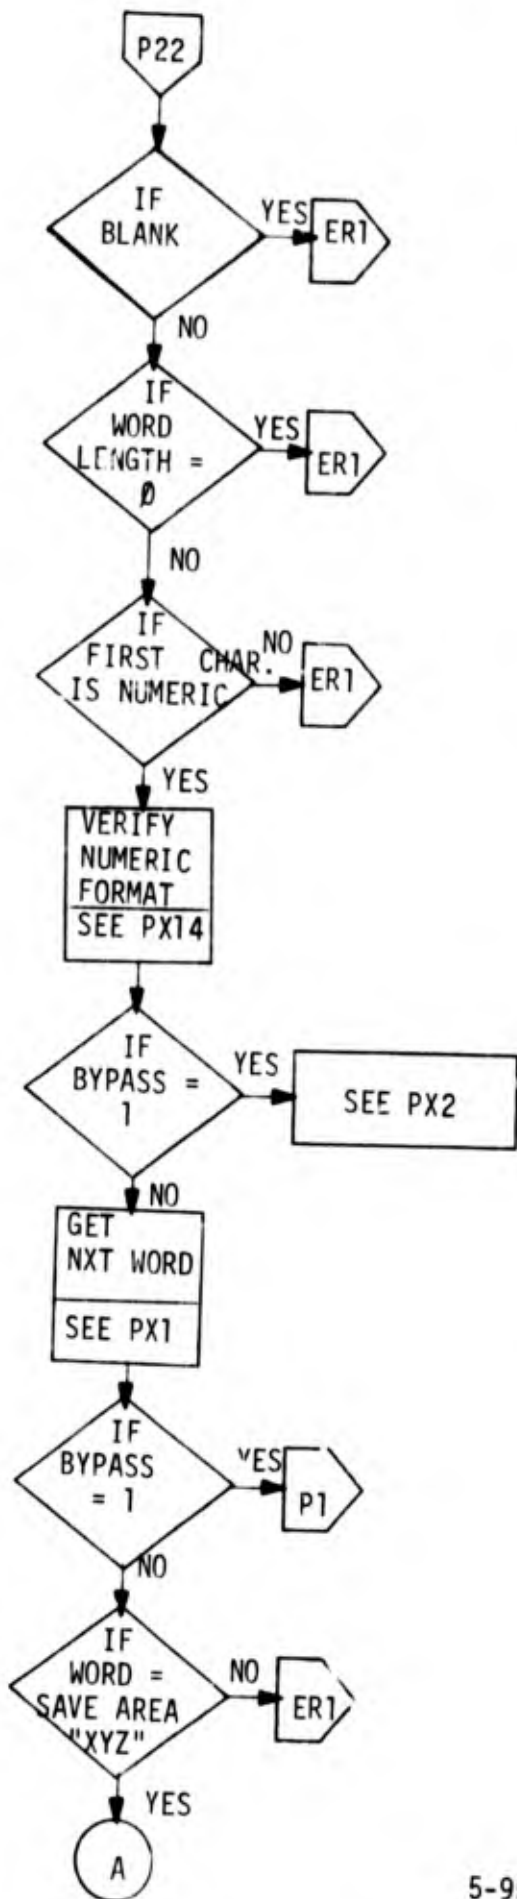 P22
IF
BLANK
YES
ER1
NO
IF
WORD
LENGTH =
Ø
YES
ER1
NO
IF
FIRST CHAR.
IS NUMERIC
NO
ER1
YES
VERIFY
NUMERIC
FORMAT
SEE PX14
IF
BYPASS =
1
YES
SEE PX2
NO
GET
NXT WORD
SEE PX1
IF
BYPASS
= 1
YES
P1
NO
IF
WORD =
SAVE AREA
"XYZ"
NO
ER1
YES
A
5-9